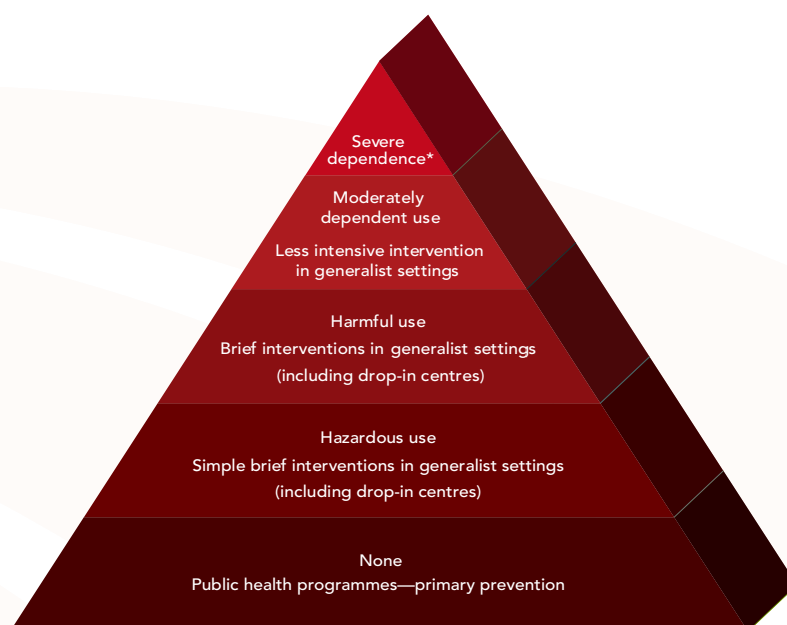 Severe
dependence*
Moderately
dependent use
Less intensive intervention
in generalist settings
Harmful use
Brief interventions in generalist settings
(including drop-in centres)
Hazardous use
Simple brief interventions in generalist settings
(including drop-in centres)
None
Public health programmes—primary prevention